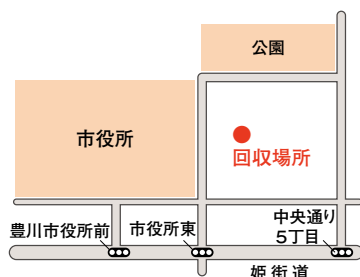 公園
市役所
回収場所
豊川市役所前
市役所東
中央通り
5丁目
姫街道